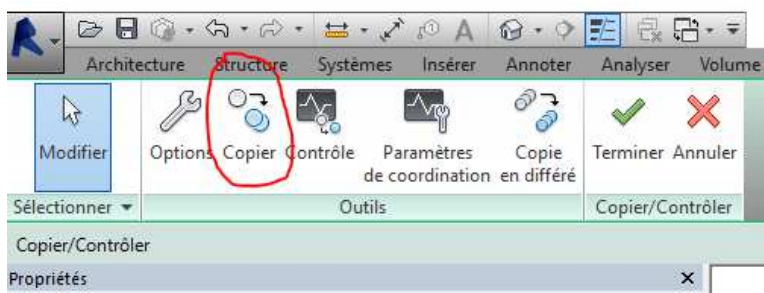 Architecture Structure Systèmes Insérer Annoter Analyser Volume
Modifier Options Copier Contrôle Paramètres de coordination Copie en différé Terminer Annuler
Sélectionner Outils Copier/Contrôler
Copier/Contrôler
Propriétés